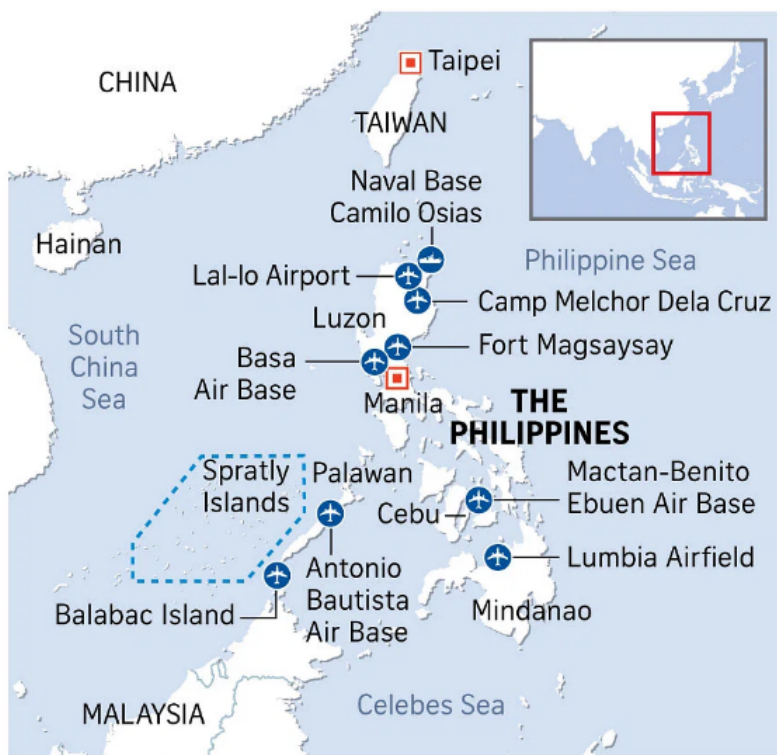 Taipei
CHINA
TAIWAN
Naval Base
Camilo Osias
Hainan
Philippine Sea
Lal-lo Airport
Camp Melchor Dela Cruz
Luzon
South
China
Sea
Fort Magsaysay
Basa
Air Base
Manila
THE
PHILIPPINES
Spratly
Islands
Palawan
Mactan-Benito
Ebuen Air Base
Cebu
Lumbia Airfield
Antonio
Bautista
Air Base
Balabac Island
Mindanao
MALAYSIA
Celebes Sea